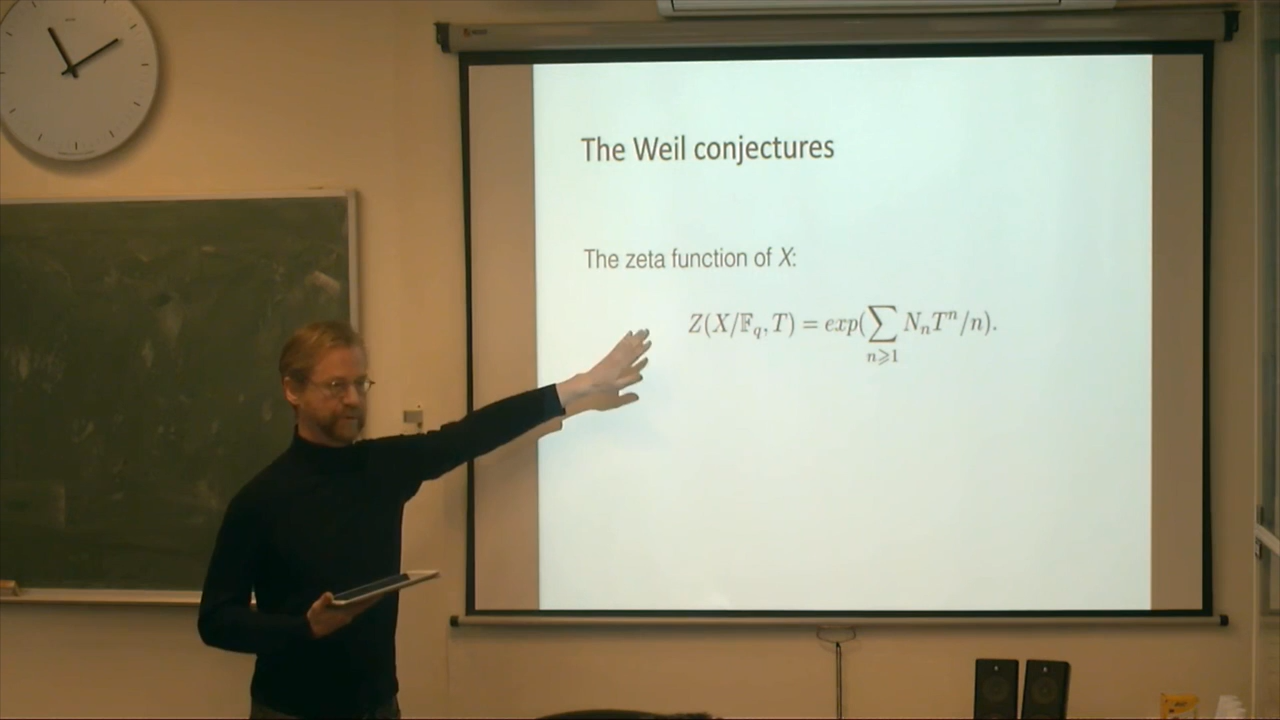 The Weil conjectures
The zeta function of X:
Z(X/𝔽_q, T) = exp(∑_{n⩾1} N_n T^n/n).